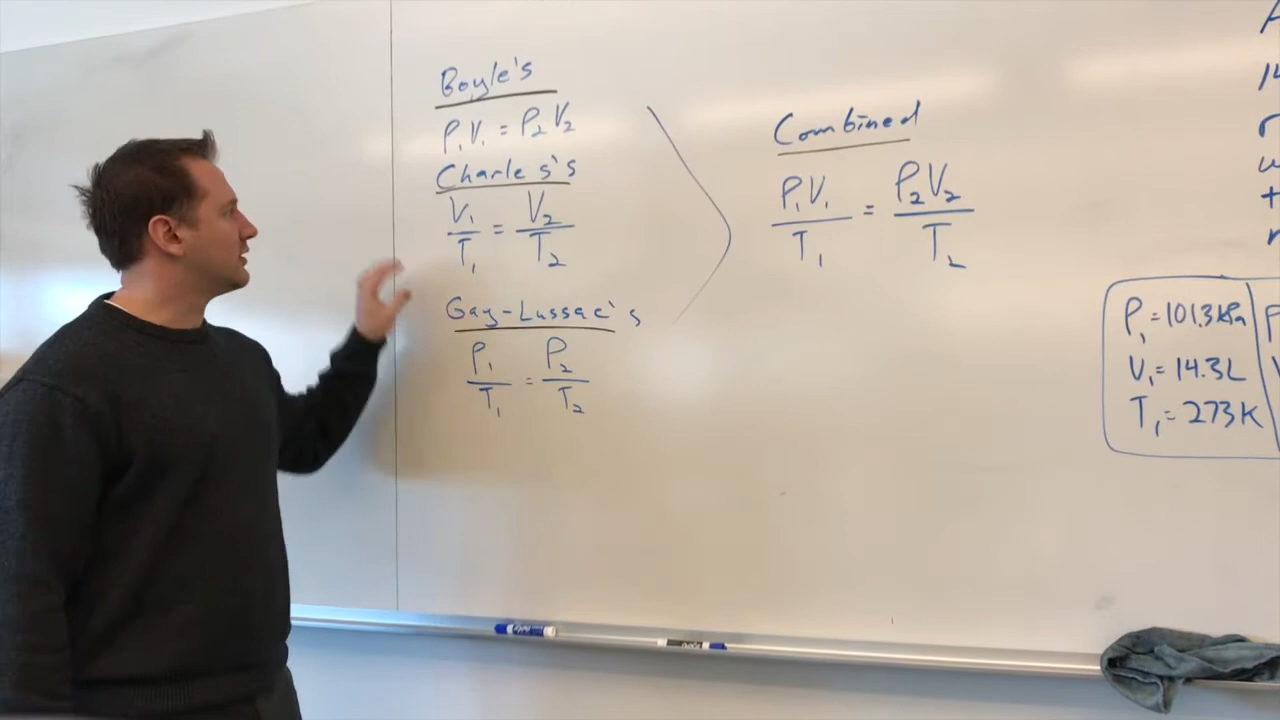 Boyle's
P₁V₁ = P₂V₂
Charles's
V₁/T₁ = V₂/T₂
Gay-Lussac's
P₁/T₁ = P₂/T₂
Combined
P₁V₁/T₁ = P₂V₂/T₂
P₁=101.3kPa
V₁=14.3L
T₁=273K